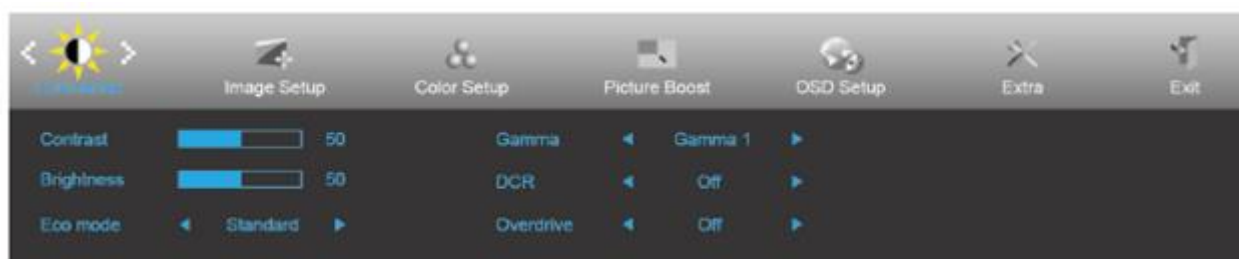 Image Setup Color Setup Picture Boost OSD Setup Extra Exit
Contrast 50 Gamma Gamma 1
Brightness 50 DCR Off
Eco mode Standard Overdrive Off